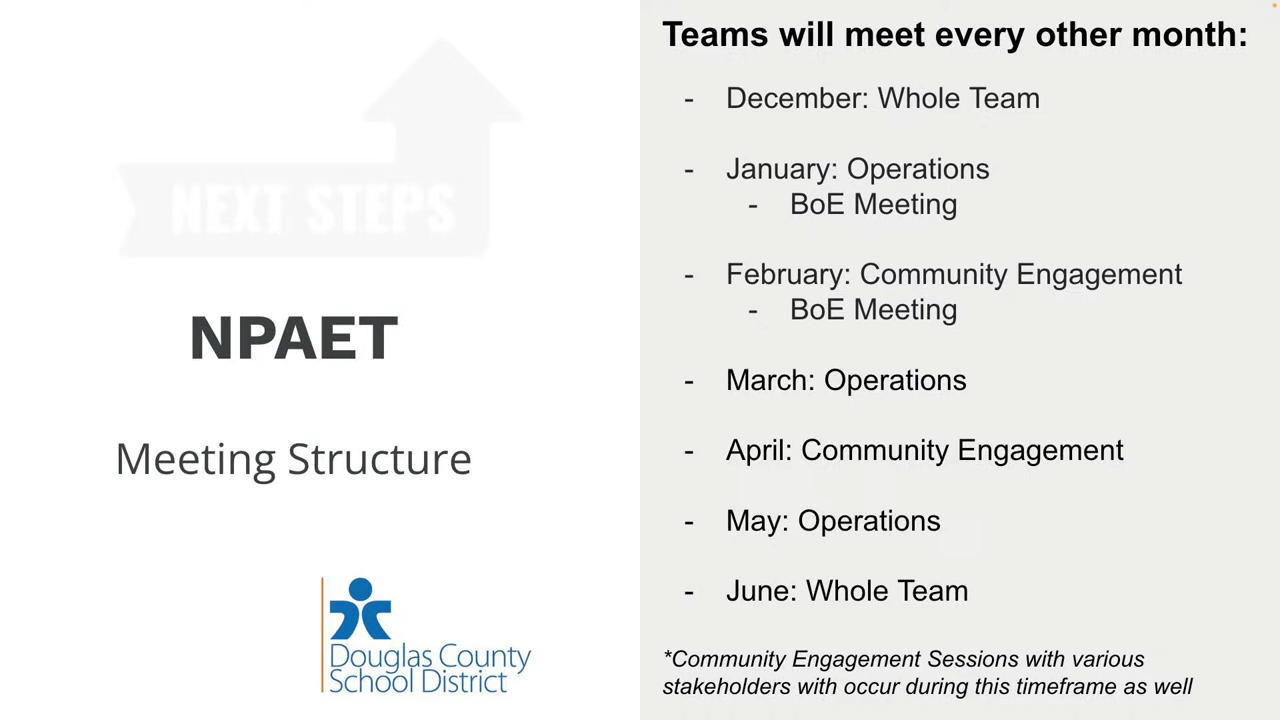 NEXT STEPS
NPAET
Meeting Structure
Douglas County
School District
Teams will meet every other month:
- December: Whole Team
- January: Operations
- BoE Meeting
- February: Community Engagement
- BoE Meeting
- March: Operations
- April: Community Engagement
- May: Operations
- June: Whole Team
*Community Engagement Sessions with various
stakeholders with occur during this timeframe as well